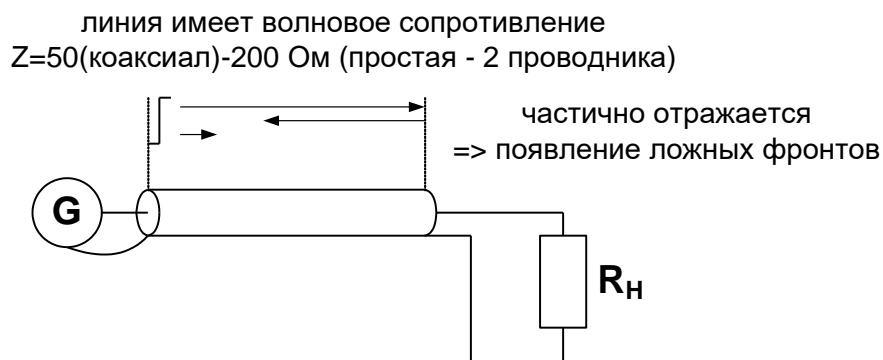 линия имеет волновое сопротивление
Z=50(коаксиал)-200 Ом (простая - 2 проводника)
частично отражается
=> появление ложных фронтов
G
RН